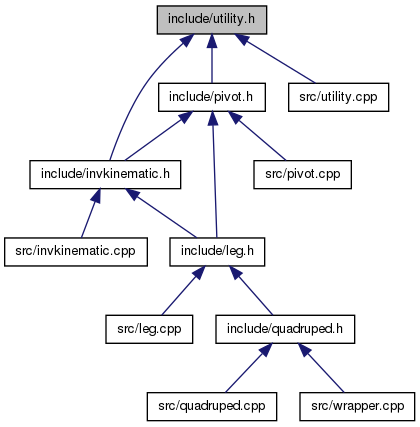 include/utility.h
include/pivot.h
src/utility.cpp
include/invkinematic.h
src/pivot.cpp
src/invkinematic.cpp
include/leg.h
src/leg.cpp
include/quadruped.h
src/quadruped.cpp
src/wrapper.cpp